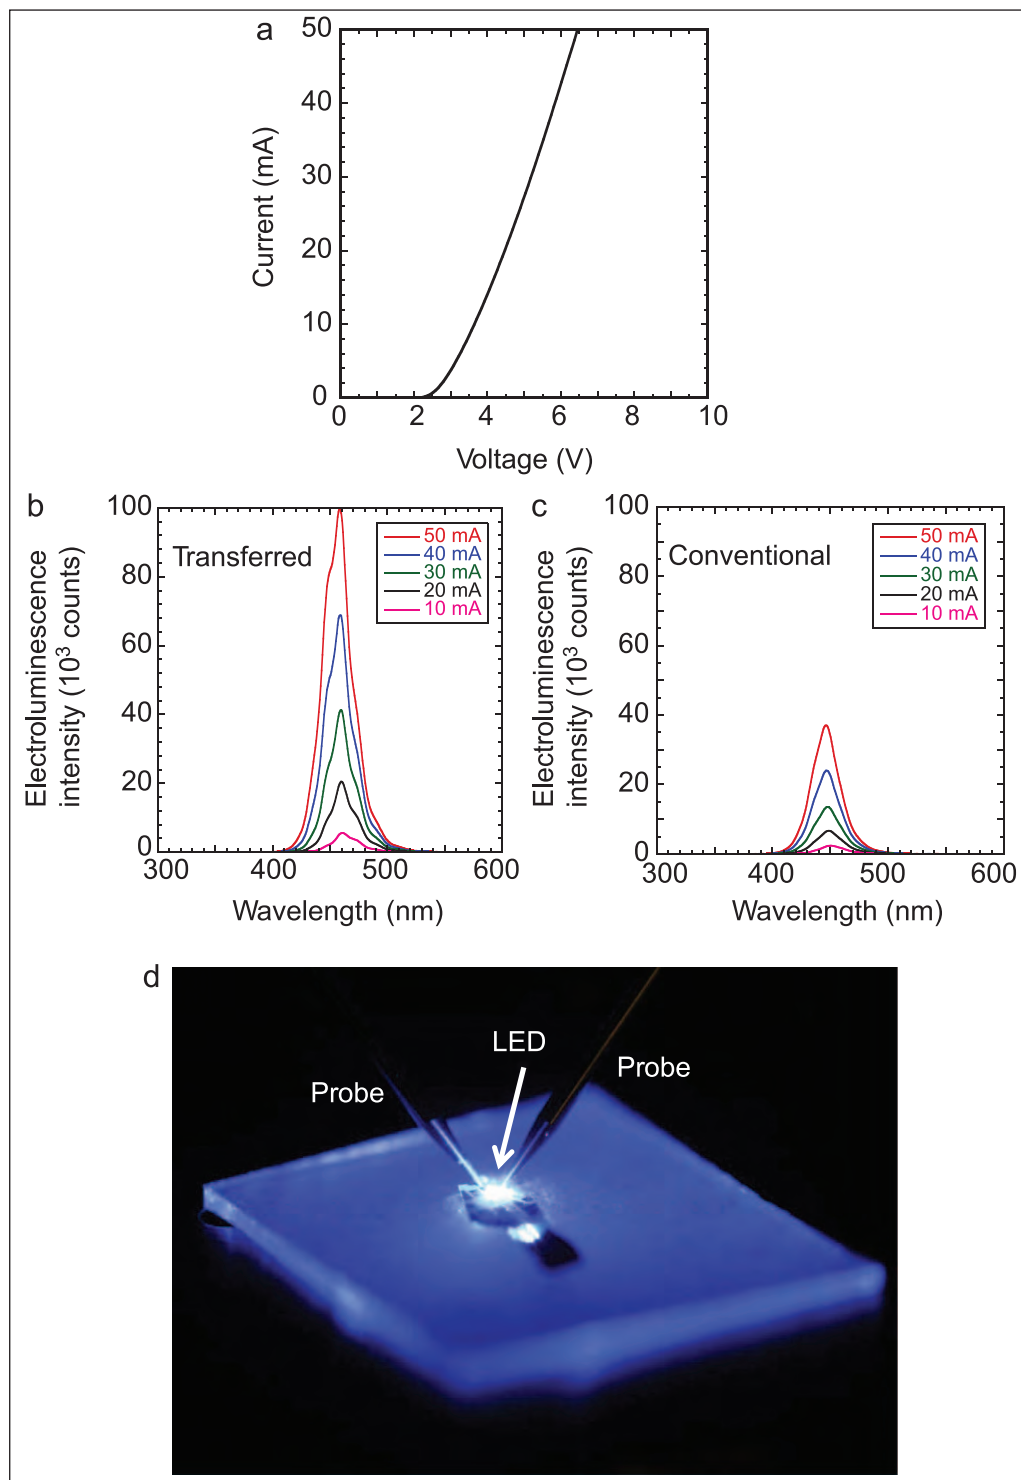 a
50
40
30
20
10
0
Current (mA)
0 2 4 6 8 10
Voltage (V)
b
100
80
60
40
20
0
Electroluminescence
intensity (10³ counts)
Transferred
50 mA
40 mA
30 mA
20 mA
10 mA
300 400 500 600
Wavelength (nm)
c
100
80
60
40
20
0
Electroluminescence
intensity (10³ counts)
Conventional
50 mA
40 mA
30 mA
20 mA
10 mA
300 400 500 600
Wavelength (nm)
d
LED
Probe
Probe